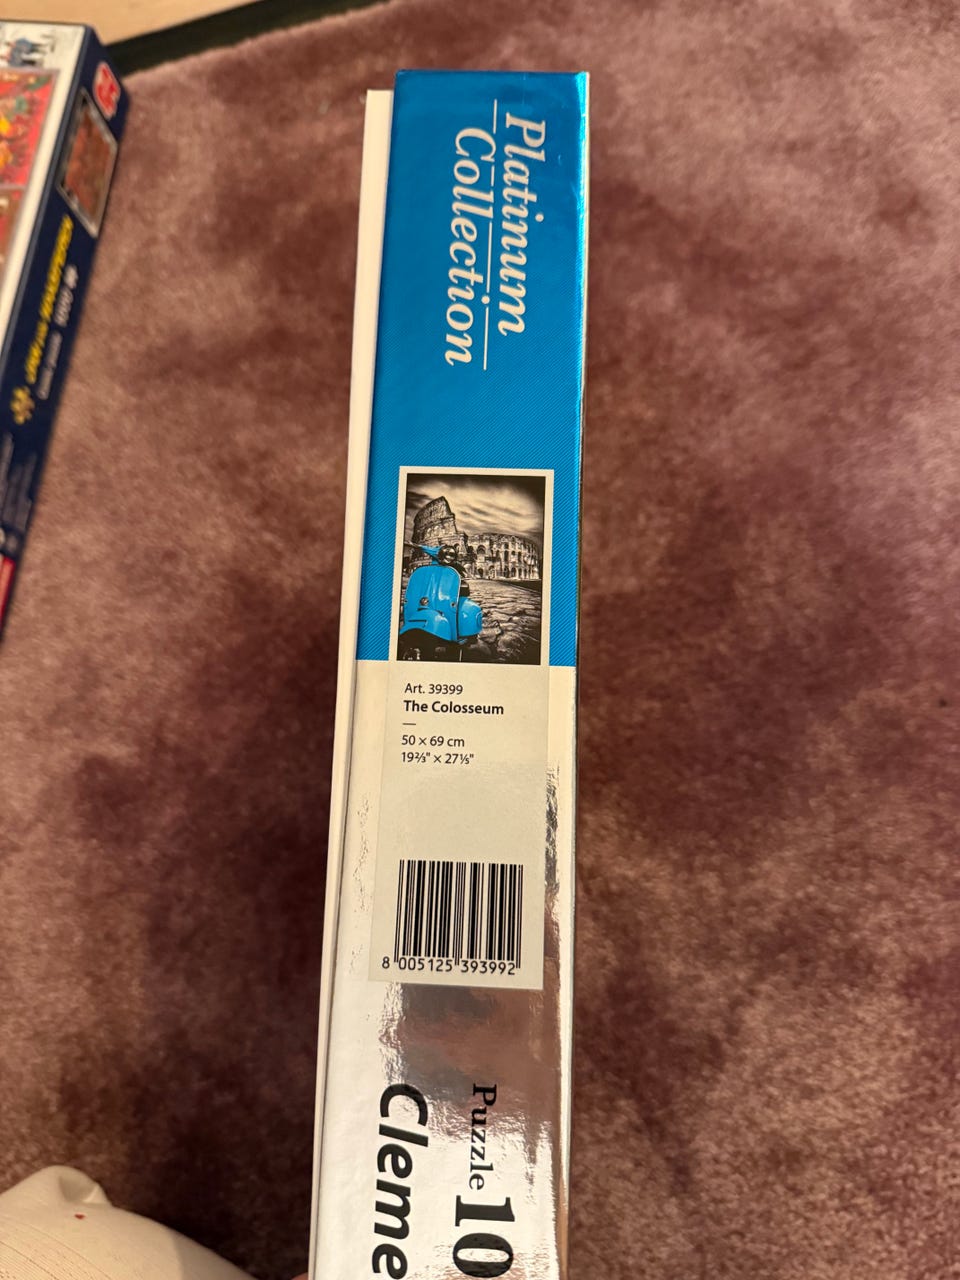 Platinum
Collection
Art. 39399
The Colosseum
50 × 69 cm
19⅔" × 27⅕"
8 005125 393992
Puzzle 10
Cleme